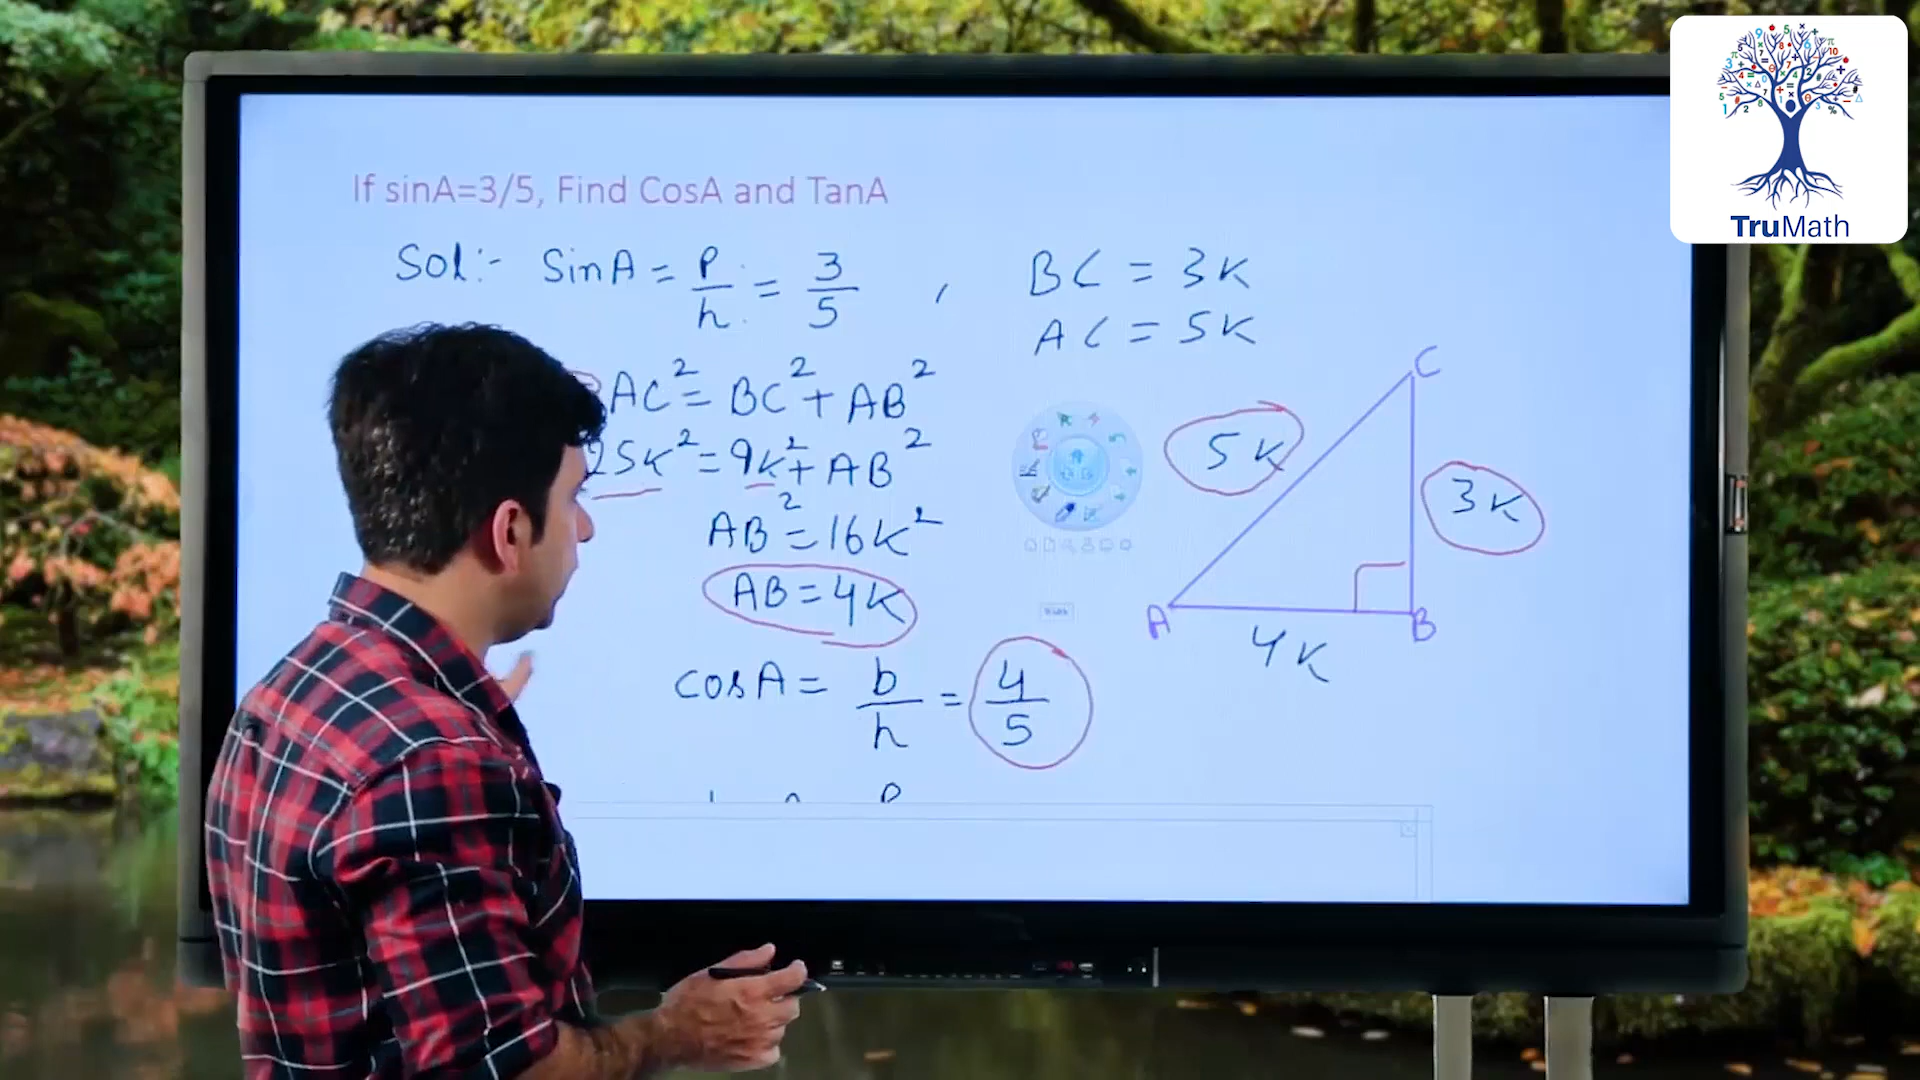 TruMath
If sinA=3/5, Find CosA and TanA
Sol:- SinA = P/h = 3/5 , BC = 3K
AC = 5K
AC² = BC² + AB²
25K² = 9K² + AB²
AB² = 16K²
AB = 4K
CosA = b/h = 4/5
C
5K
3K
A
B
4K